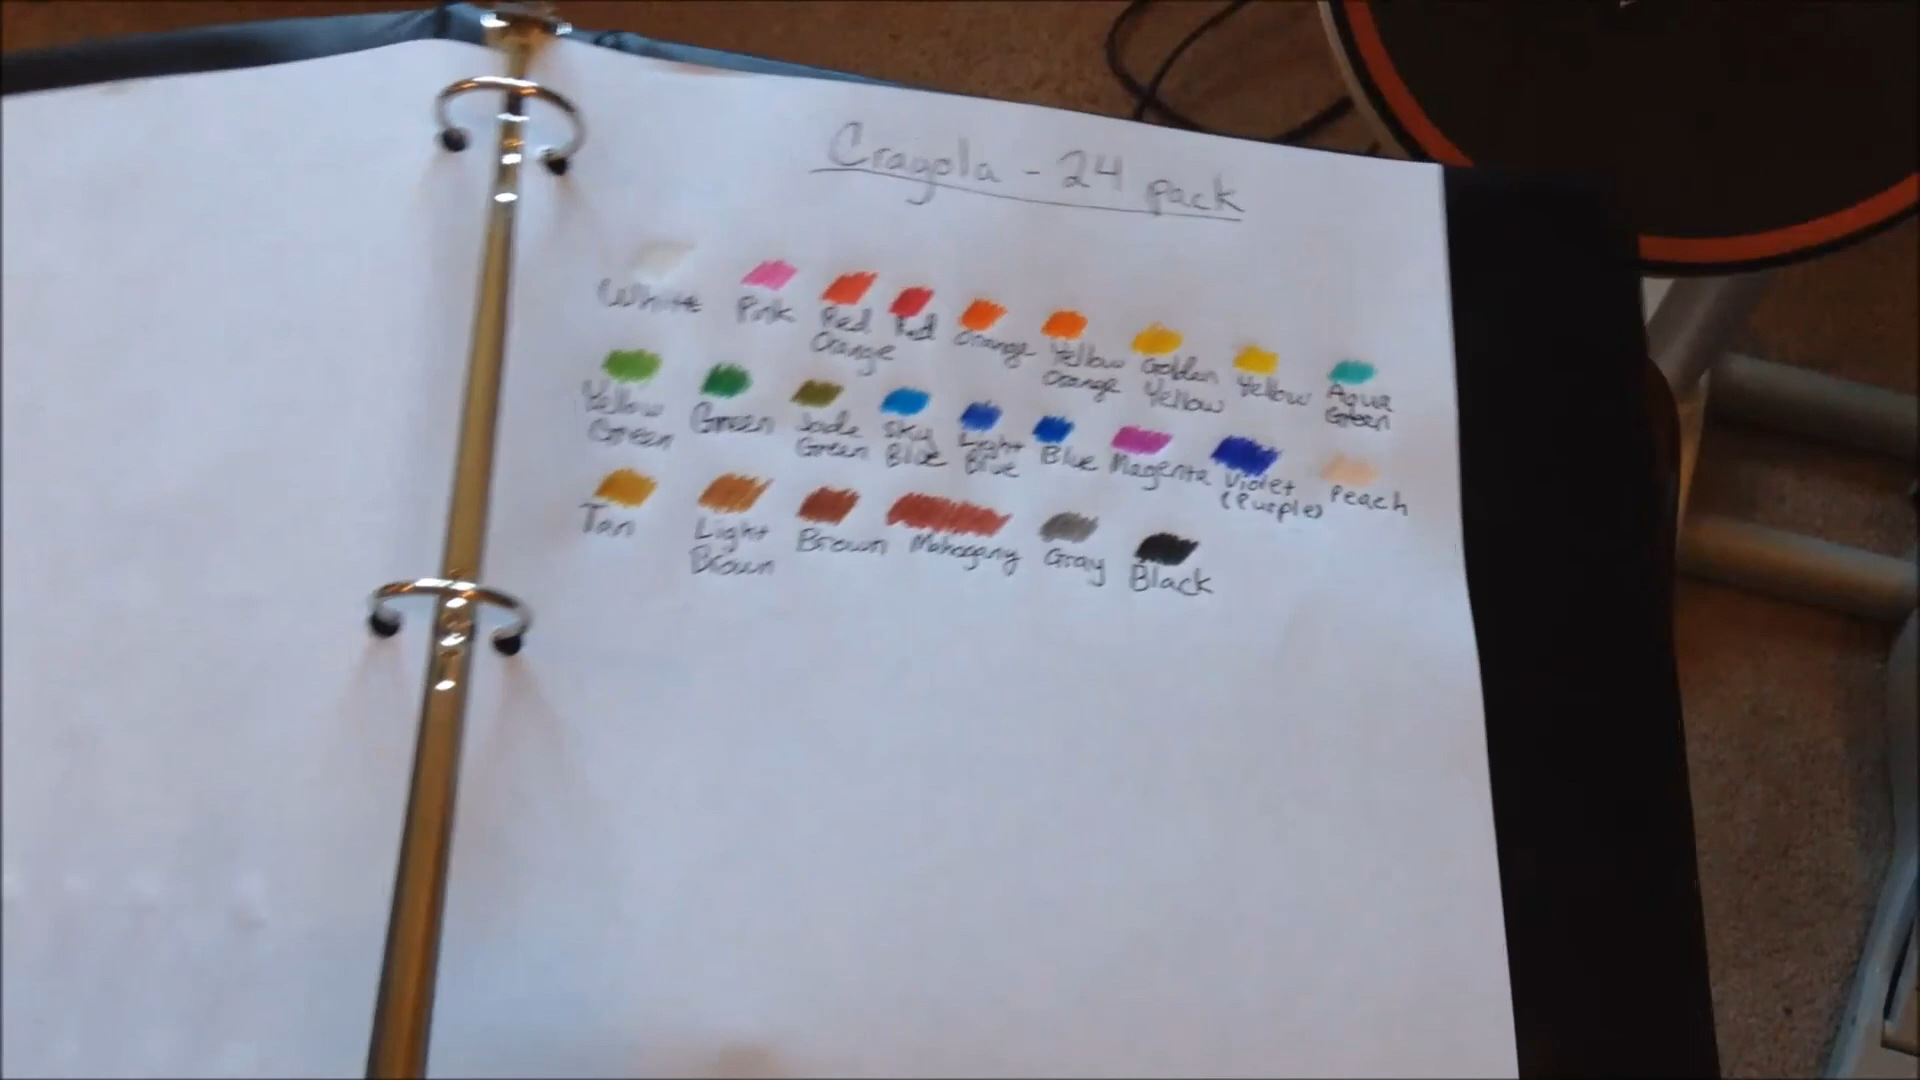 Crayola - 24 pack
White Pink Red Orange Red Orange Yellow Orange Golden Yellow Yellow Aqua Green
Yellow Green Green Jade Green Sky Blue Light Blue Blue Magenta Violet (Purple) Peach
Tan Light Brown Brown Mahogany Gray Black